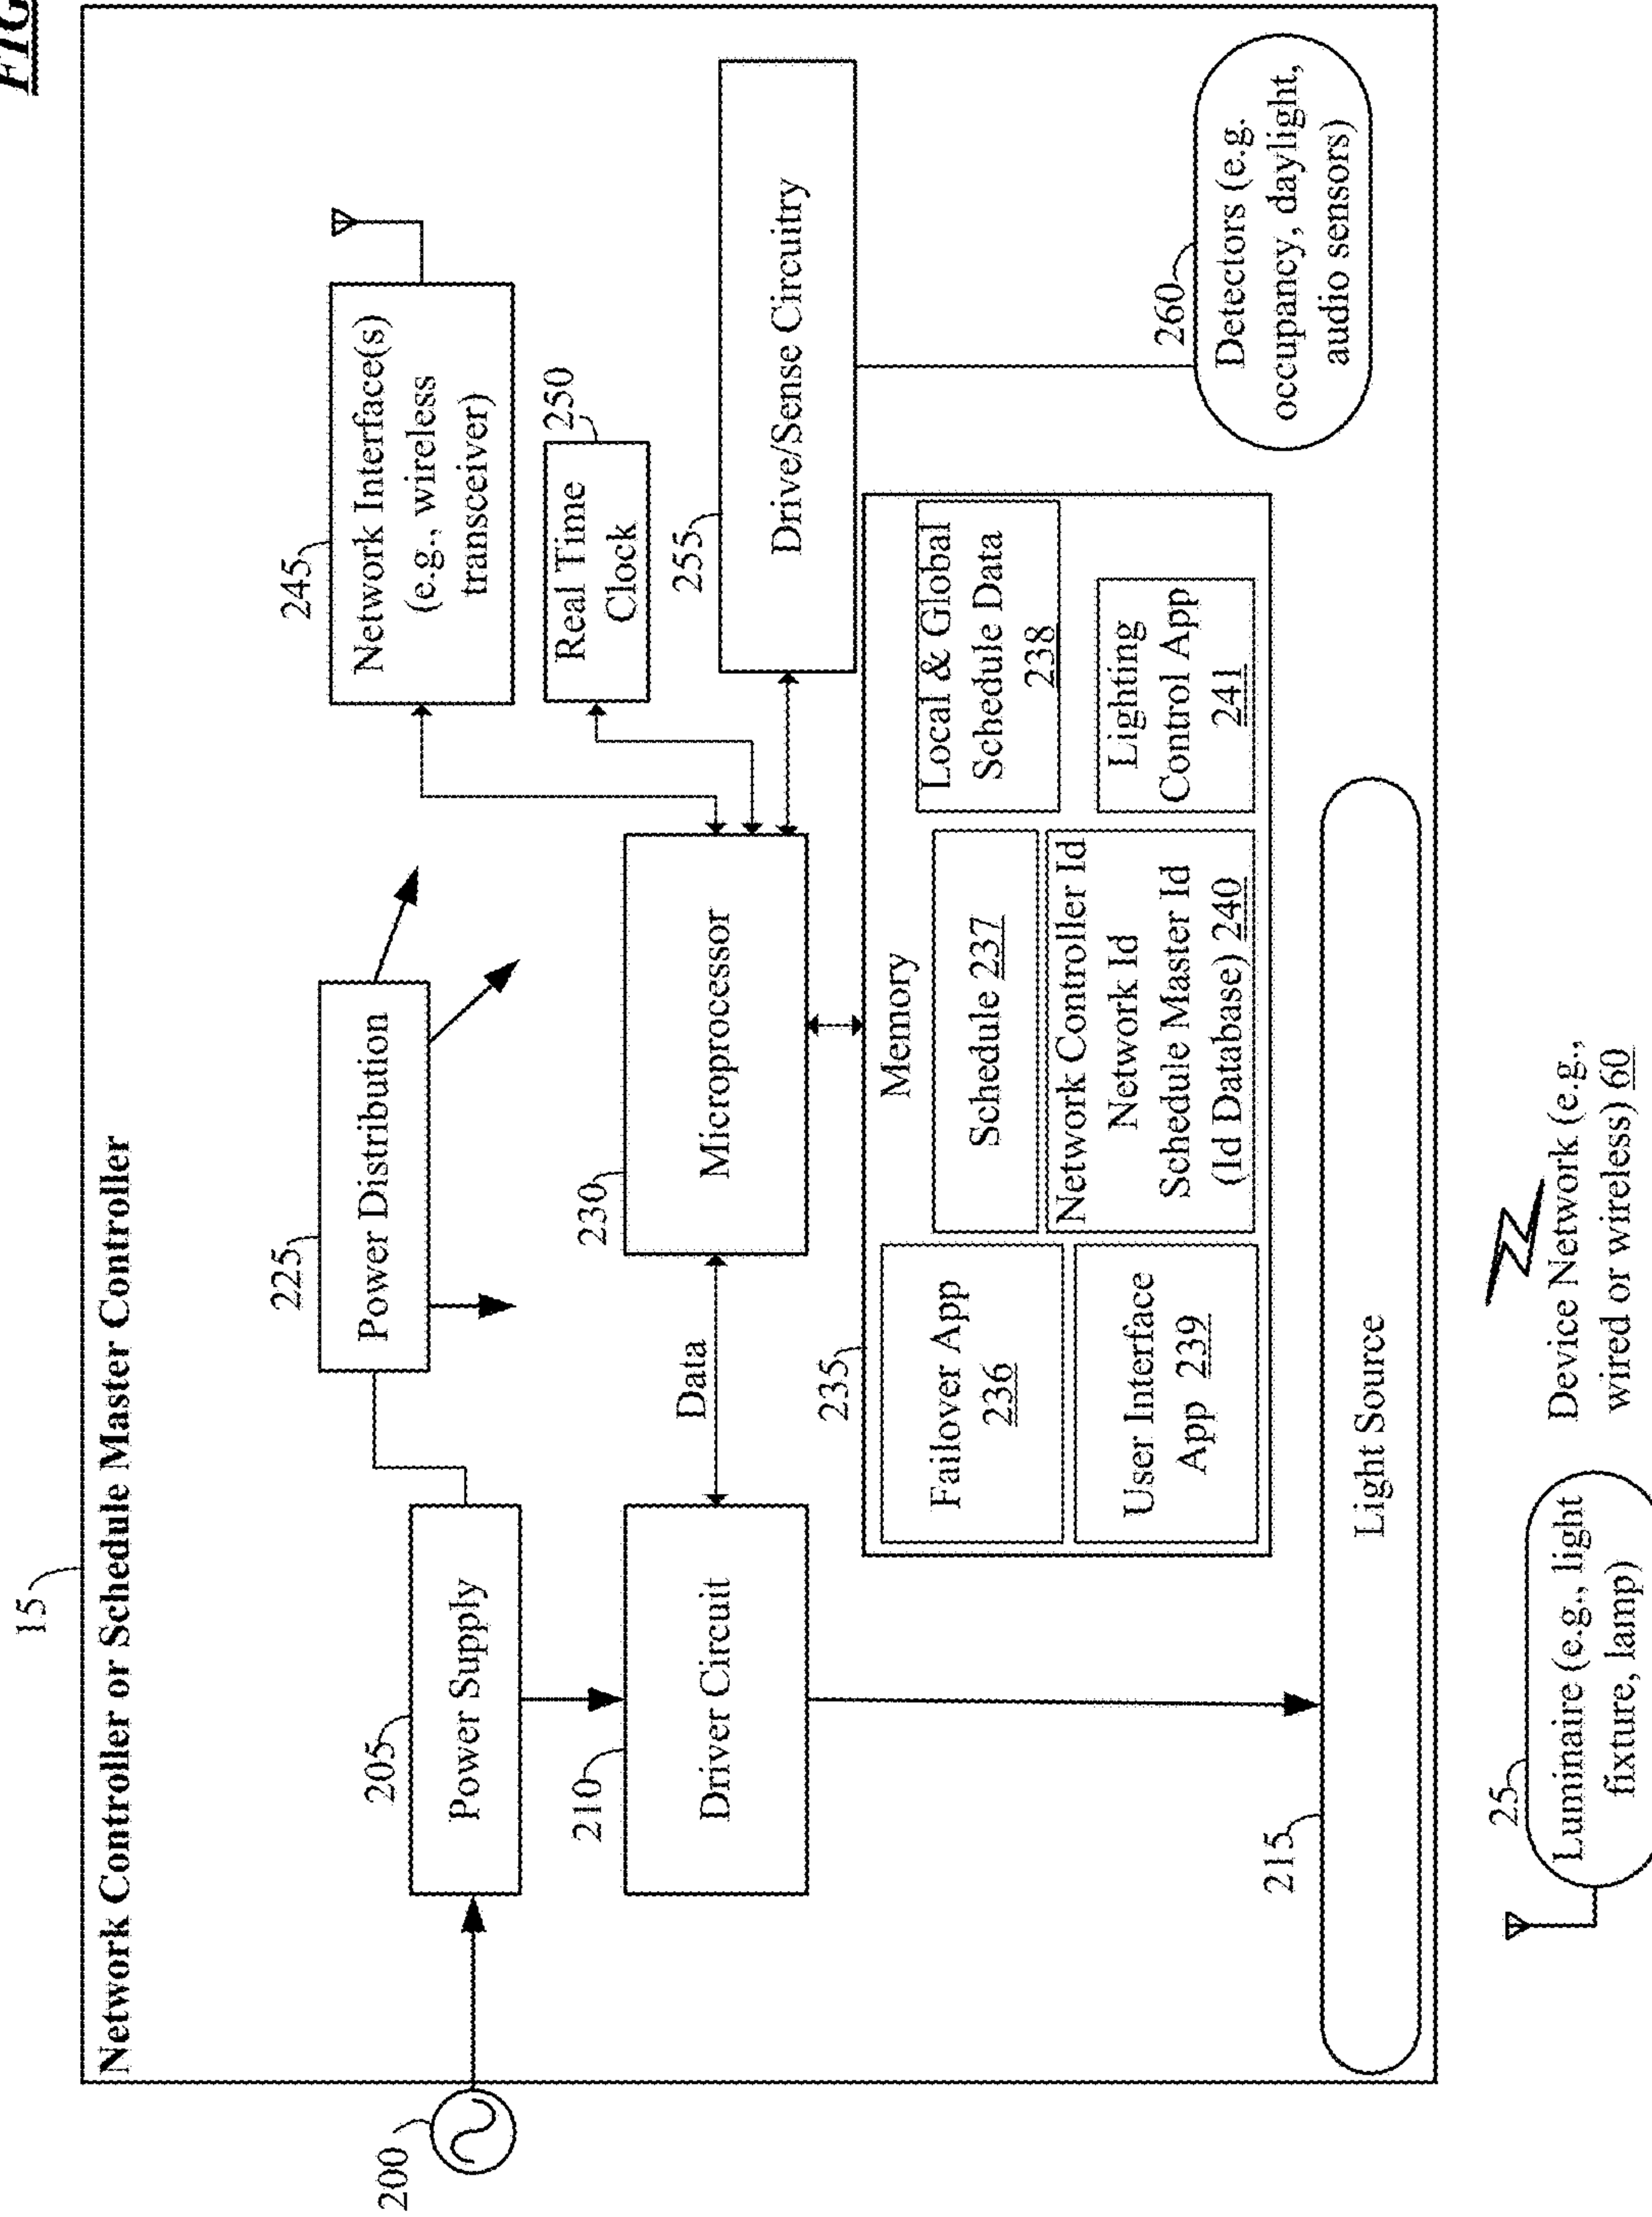 FIG
15
Network Controller or Schedule Master Controller
200
205
Power Supply
225
Power Distribution
245
Network Interface(s)
(e.g., wireless
transceiver)
250
Real Time
Clock
210
Driver Circuit
Data
230
Microprocessor
255
Drive/Sense Circuitry
235
Memory
Failover App
236
Schedule 237
Local & Global
Schedule Data
238
User Interface
App 239
Network Controller Id
Network Id
Schedule Master Id
(Id Database) 240
Lighting
Control App
241
260
Detectors (e.g.
occupancy, daylight,
audio sensors)
215
Light Source
25
Luminaire (e.g., light
fixture, lamp)
Device Network (e.g.,
wired or wireless) 60